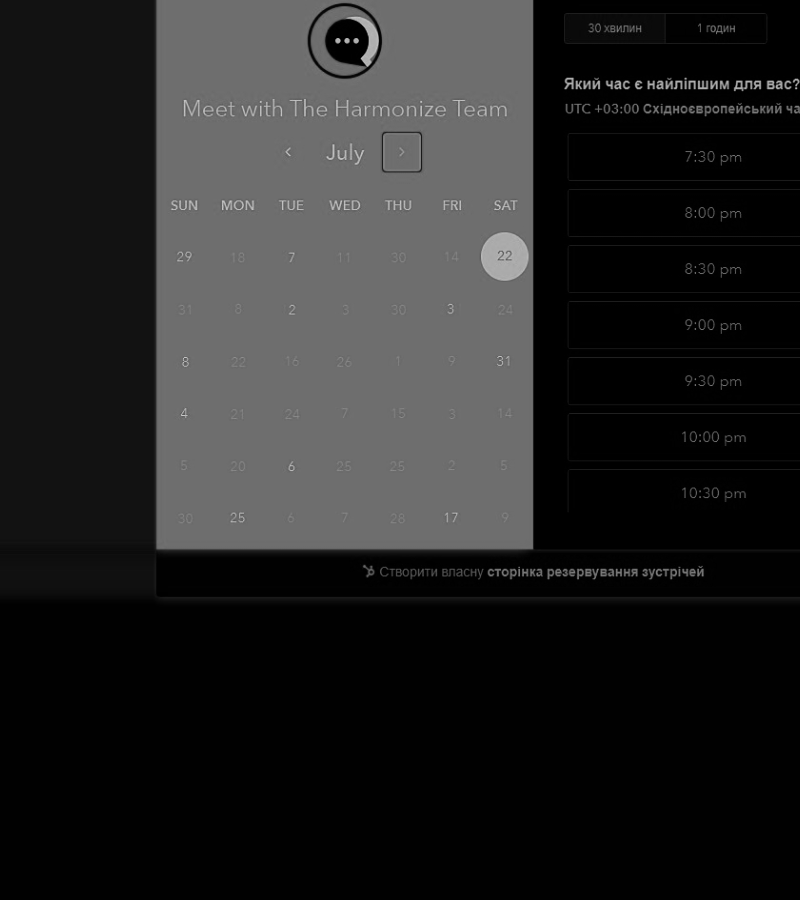 Meet with The Harmonize Team
July
SUN MON TUE WED THU FRI SAT
29 18 7 11 30 14 22
31 8 2 3 30 3 24
8 22 16 26 1 9 31
4 21 24 7 15 3 14
5 20 6 25 25 2 5
30 25 6 7 28 17 9
30 хвилин 1 годин
Який час є найліпшим для вас?
UTC +03:00 Східноєвропейський ча
7:30 pm
8:00 pm
8:30 pm
9:00 pm
9:30 pm
10:00 pm
10:30 pm
Створити власну сторінка резервування зустрічей